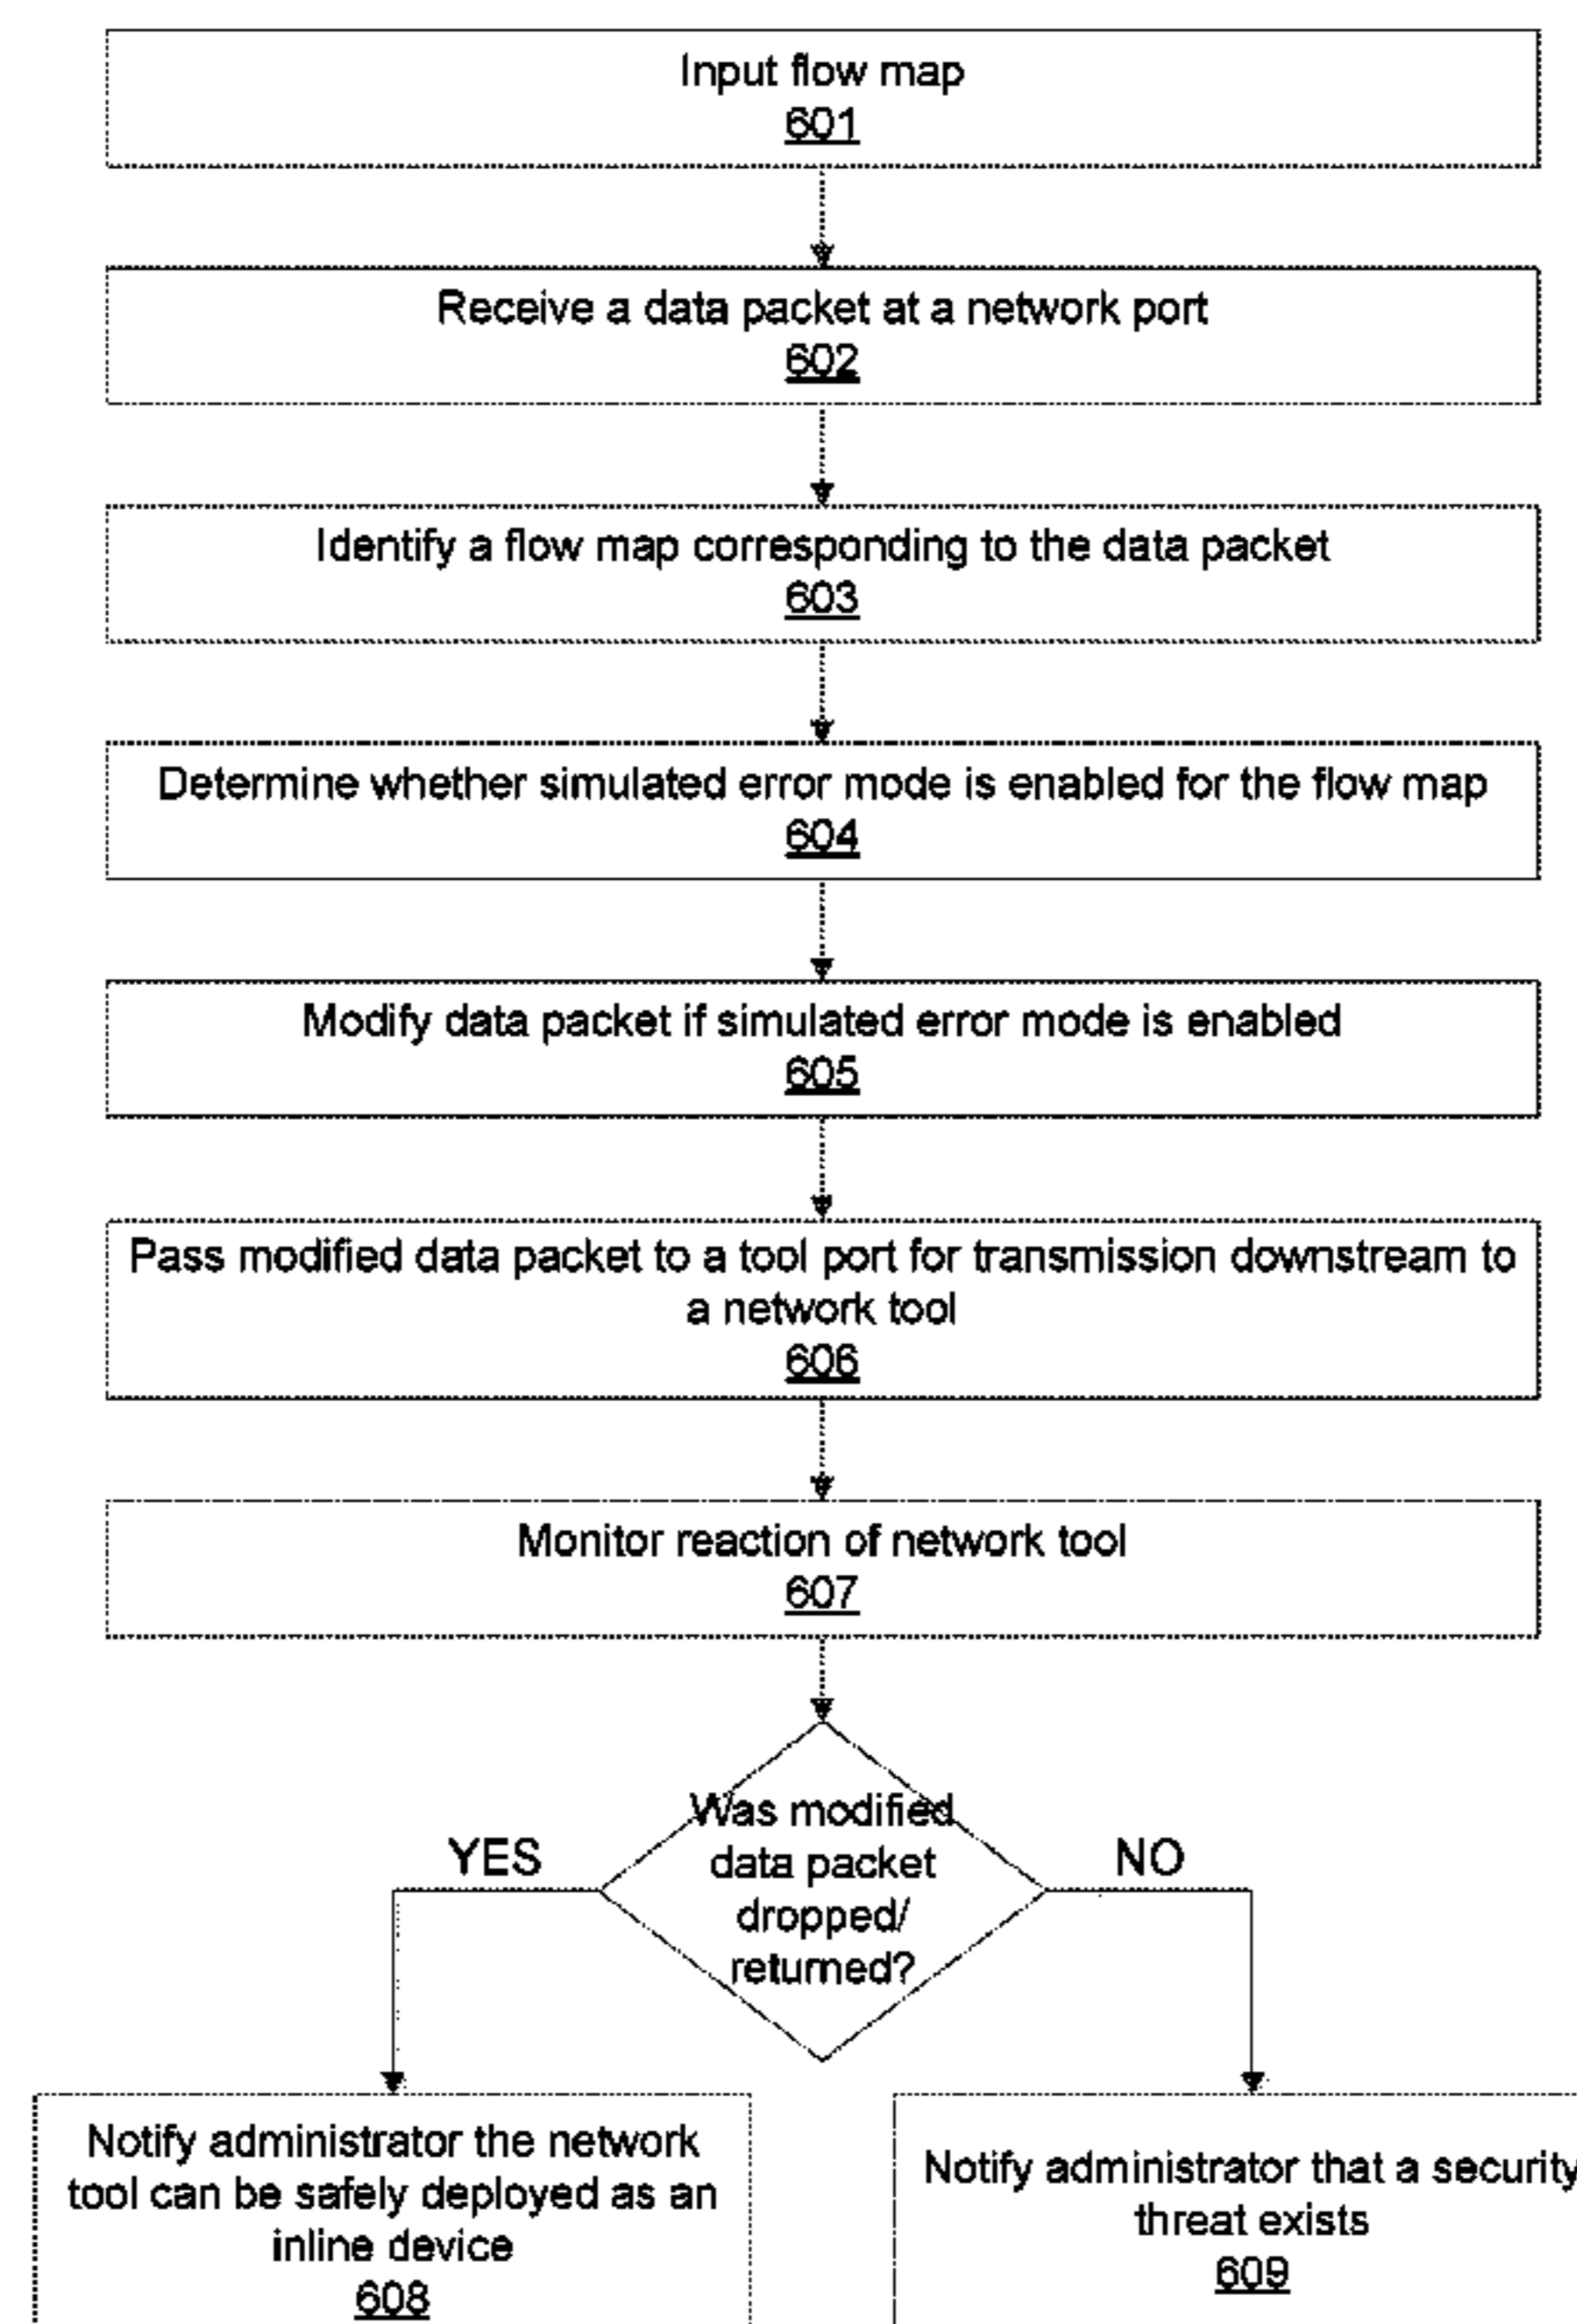 Input flow map
601
Receive a data packet at a network port
602
Identify a flow map corresponding to the data packet
603
Determine whether simulated error mode is enabled for the flow map
604
Modify data packet if simulated error mode is enabled
605
Pass modified data packet to a tool port for transmission downstream to
a network tool
606
Monitor reaction of network tool
607
Was modified
data packet
dropped/
returned?
YES
NO
Notify administrator the network
tool can be safely deployed as an
inline device
608
Notify administrator that a security
threat exists
609